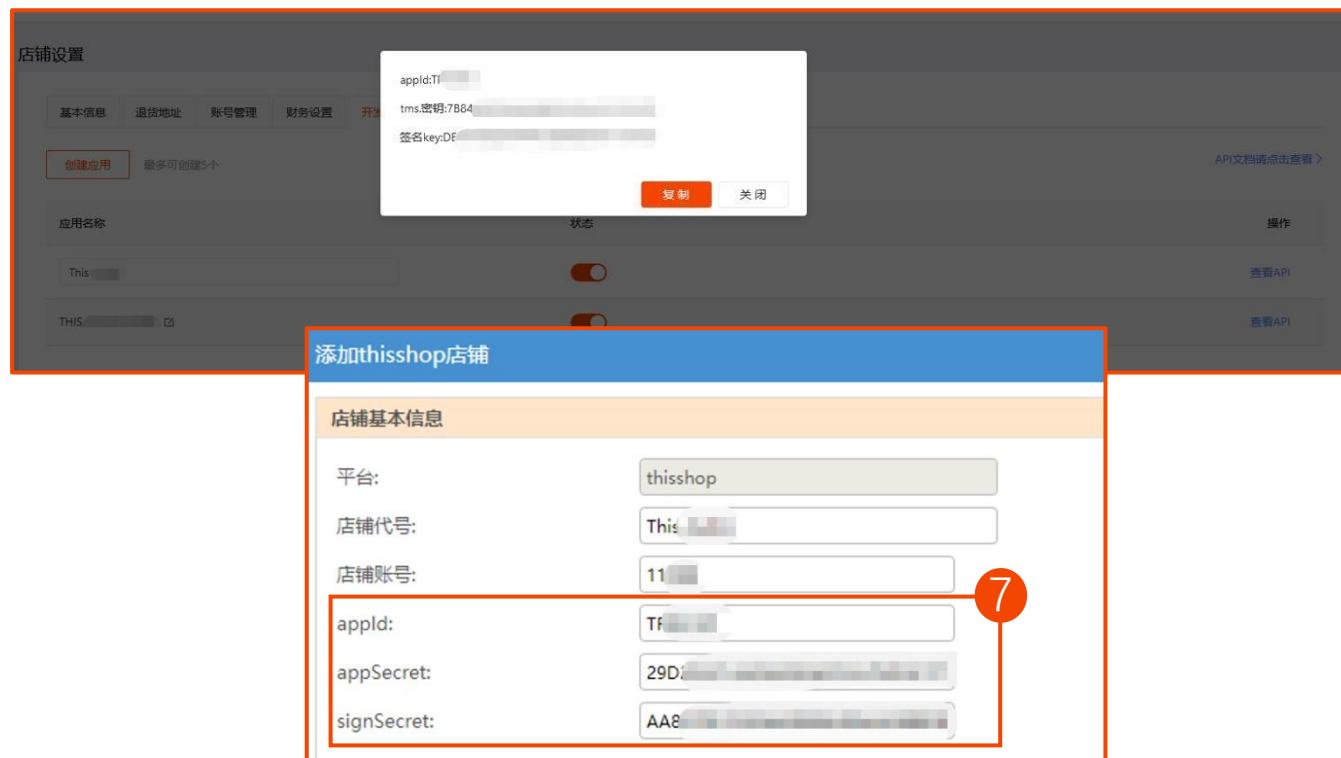 店铺设置
appId:TF
tms.密钥:7B84
签名key:DE
复制 关闭
基本信息 退货地址 账号管理 财务设置 开发
创建应用 最多可创建5个 API文档请点击查看 >
应用名称 状态 操作
This 查看API
THIS 查看API
添加thisshop店铺
店铺基本信息
平台: thisshop
店铺代号: This
店铺账号: 11
7
appId: TF
appSecret: 29D
signSecret: AA8